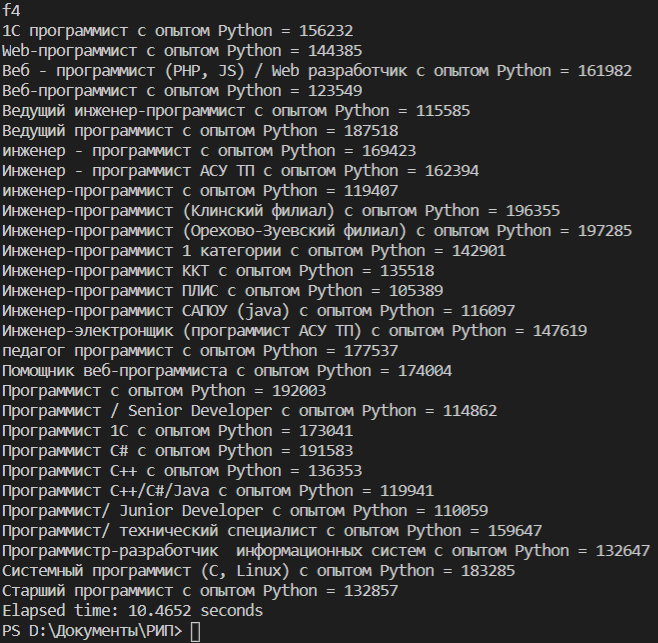 f4
1C программист с опытом Python = 156232
Web-программист с опытом Python = 144385
Веб - программист (PHP, JS) / Web разработчик с опытом Python = 161982
Веб-программист с опытом Python = 123549
Ведущий инженер-программист с опытом Python = 115585
Ведущий программист с опытом Python = 187518
инженер - программист с опытом Python = 169423
Инженер - программист АСУ ТП с опытом Python = 162394
инженер-программист с опытом Python = 119407
Инженер-программист (Клинский филиал) с опытом Python = 196355
Инженер-программист (Орехово-Зуевский филиал) с опытом Python = 197285
Инженер-программист 1 категории с опытом Python = 142901
Инженер-программист ККТ с опытом Python = 135518
Инженер-программист ПЛИС с опытом Python = 105389
Инженер-программист САПОУ (java) с опытом Python = 116097
Инженер-электронщик (программист АСУ ТП) с опытом Python = 147619
педагог программист с опытом Python = 177537
Помощник веб-программиста с опытом Python = 174004
Программист с опытом Python = 192003
Программист / Senior Developer с опытом Python = 114862
Программист 1С с опытом Python = 173041
Программист C# с опытом Python = 191583
Программист C++ с опытом Python = 136353
Программист C++/C#/Java с опытом Python = 119941
Программист/ Junior Developer с опытом Python = 110059
Программист/ технический специалист с опытом Python = 159647
Программистр-разработчик  информационных систем с опытом Python = 132647
Системный программист (C, Linux) с опытом Python = 183285
Старший программист с опытом Python = 132857
Elapsed time: 10.4652 seconds
PS D:\Документы\РИП>